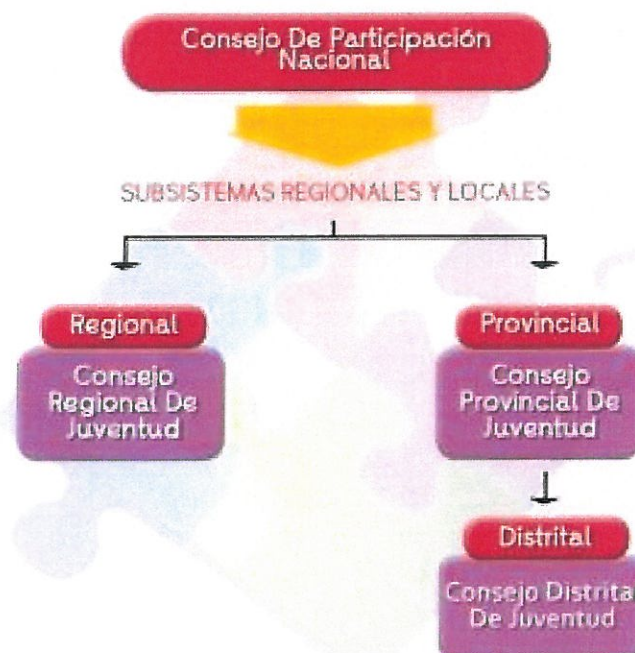 Consejo De Participación
Nacional
SUBSISTEMAS REGIONALES Y LOCALES
Regional
Consejo
Regional De
Juventud
Provincial
Consejo
Provincial De
Juventud
Distrital
Consejo Distrita
De Juventud